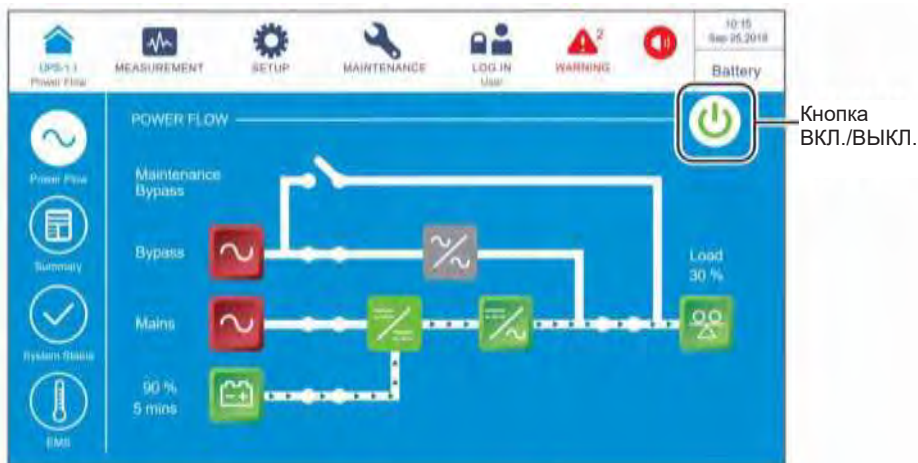 10:15
Sep 25,2018
UPS-1.1
Power Flow
MEASUREMENT
SETUP
MAINTENANCE
LOG IN
User
WARNING
2
Battery
POWER FLOW
Кнопка
ВКЛ./ВЫКЛ.
Power Flow
Maintenance
Bypass
Summary
Bypass
Load
30 %
Mains
System Status
90 %
5 mins
EMS